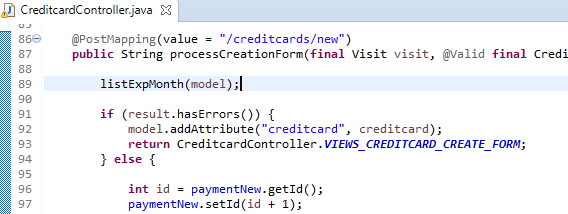 CreditcardController.java
85
86 @PostMapping(value = "/creditcards/new")
87 public String processCreationForm(final Visit visit, @Valid final Credi
88
89 listExpMonth(model);
90
91 if (result.hasErrors()) {
92 model.addAttribute("creditcard", creditcard);
93 return CreditcardController.VIEWS_CREDITCARD_CREATE_FORM;
94 } else {
95
96 int id = paymentNew.getId();
97 paymentNew.setId(id + 1);